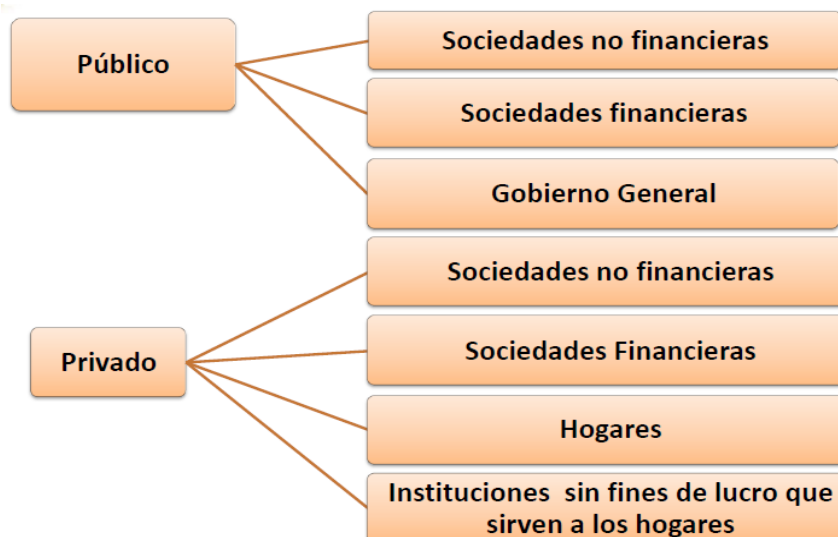 Público
Sociedades no financieras
Sociedades financieras
Gobierno General
Privado
Sociedades no financieras
Sociedades Financieras
Hogares
Instituciones sin fines de lucro que
sirven a los hogares